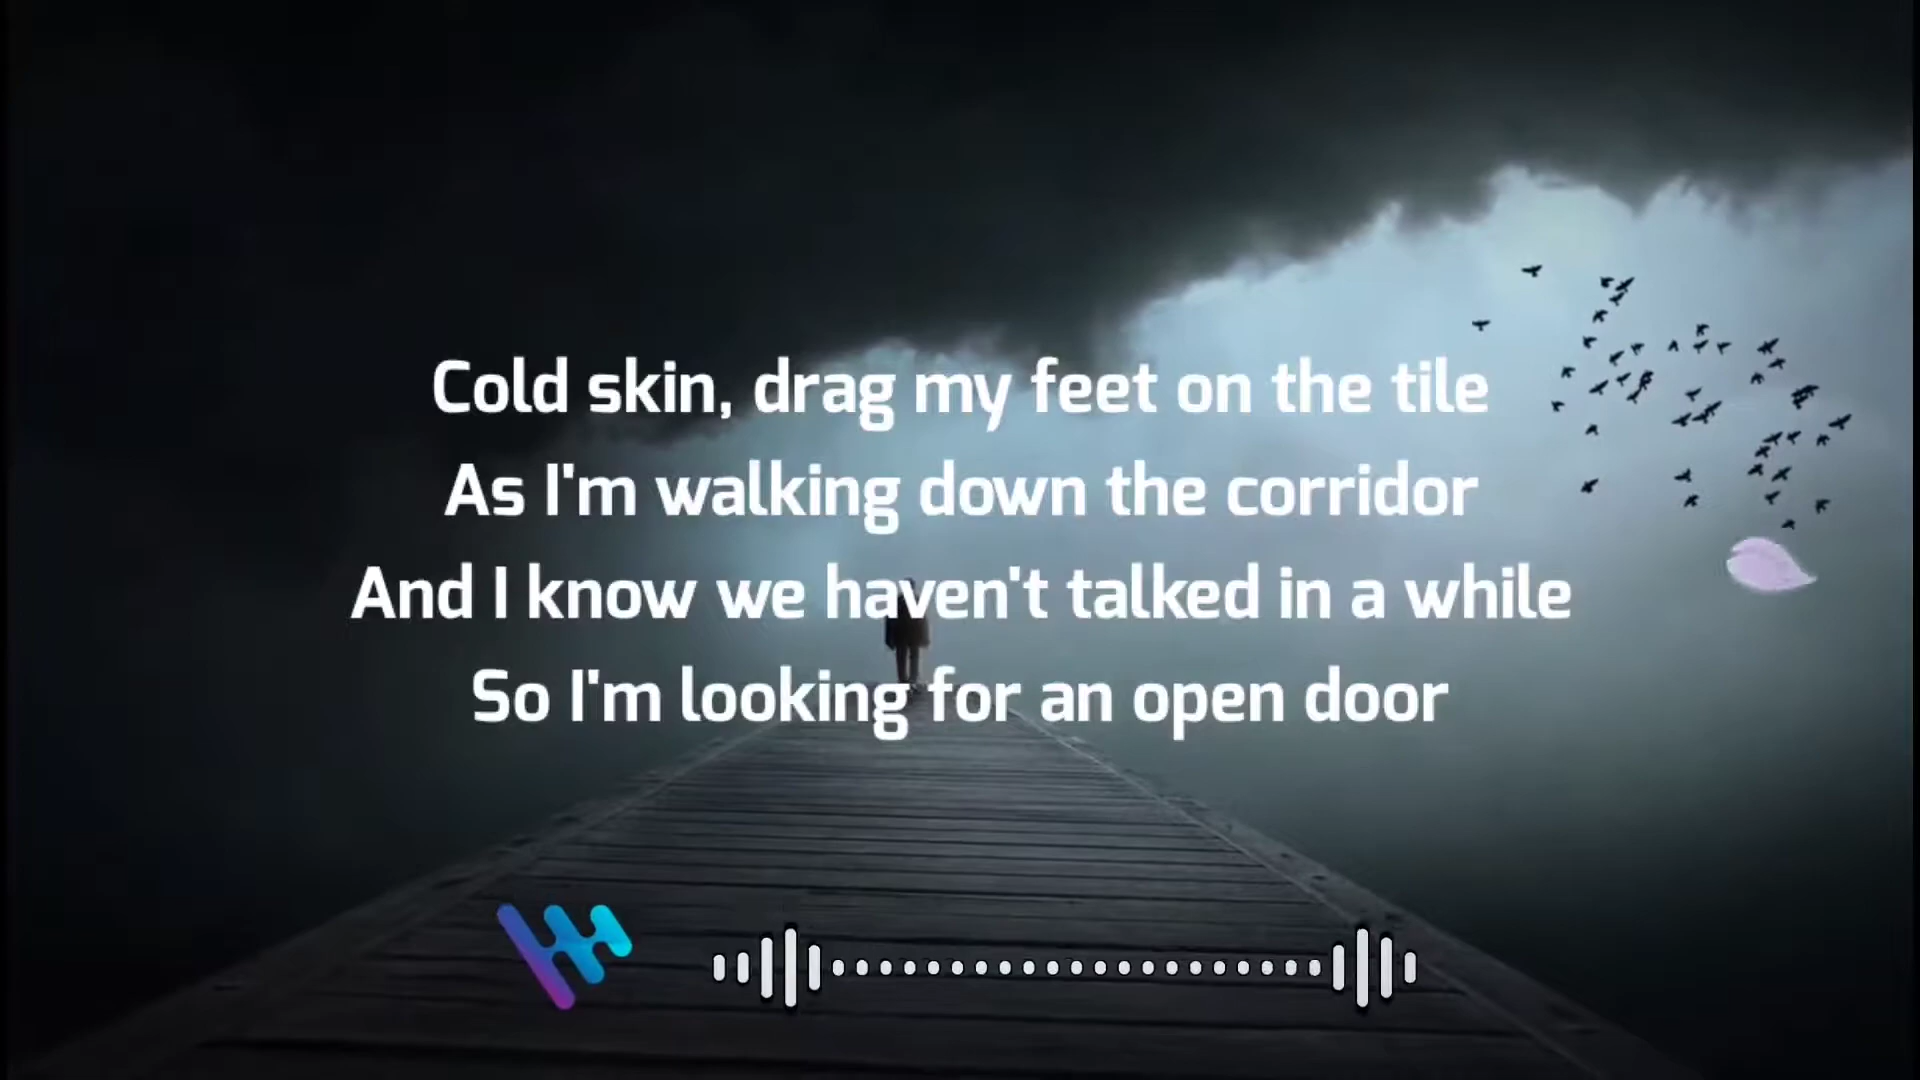 Cold skin, drag my feet on the tile
As I'm walking down the corridor
And I know we haven't talked in a while
So I'm looking for an open door